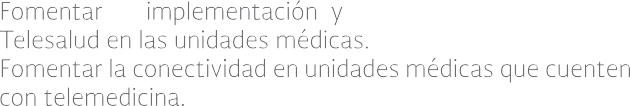 Fomentar implementación y
Telesalud en las unidades médicas.
Fomentar la conectividad en unidades médicas que cuenten
con telemedicina.